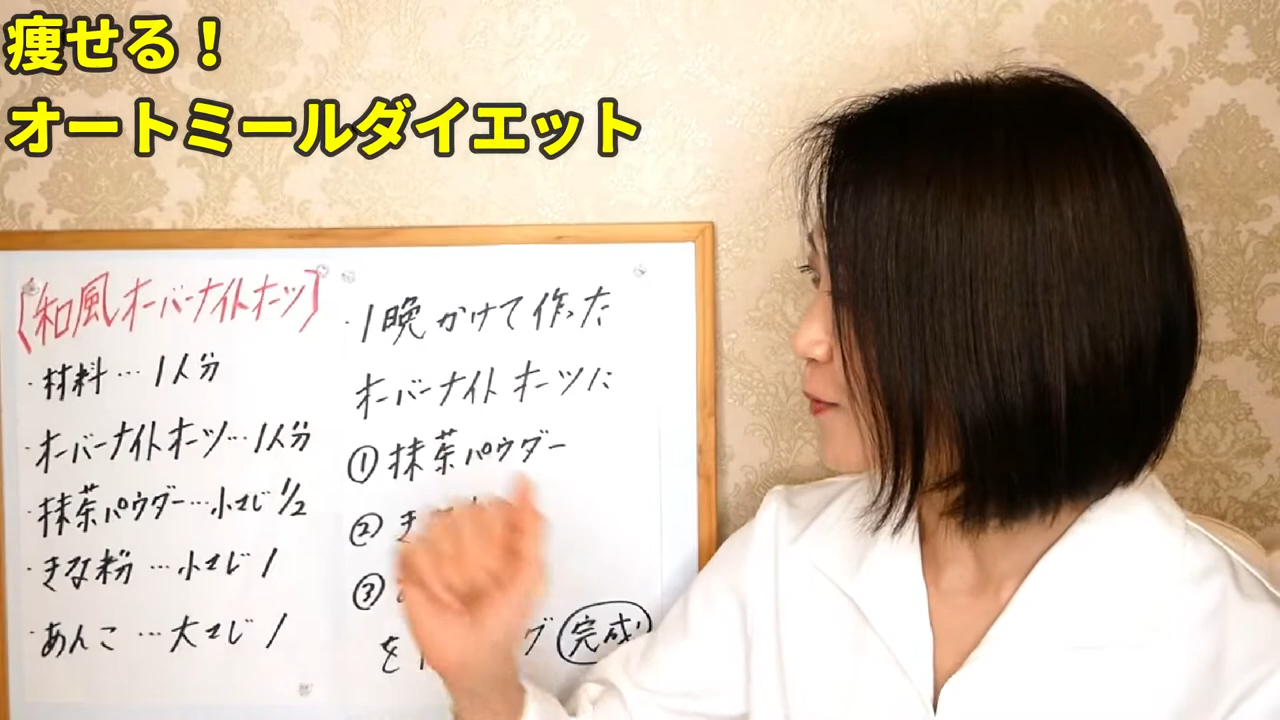 痩せる！
オートミールダイエット
【和風オーバーナイトオーツ】
・材料…1人分
・オーバーナイトオーツ…1人分
・抹茶パウダー…小さじ1/2
・きな粉…小さじ1
・あんこ…大さじ1
・1晩かけて作った
オーバーナイトオーツに
①抹茶パウダー
②き
③
を グ 完成!